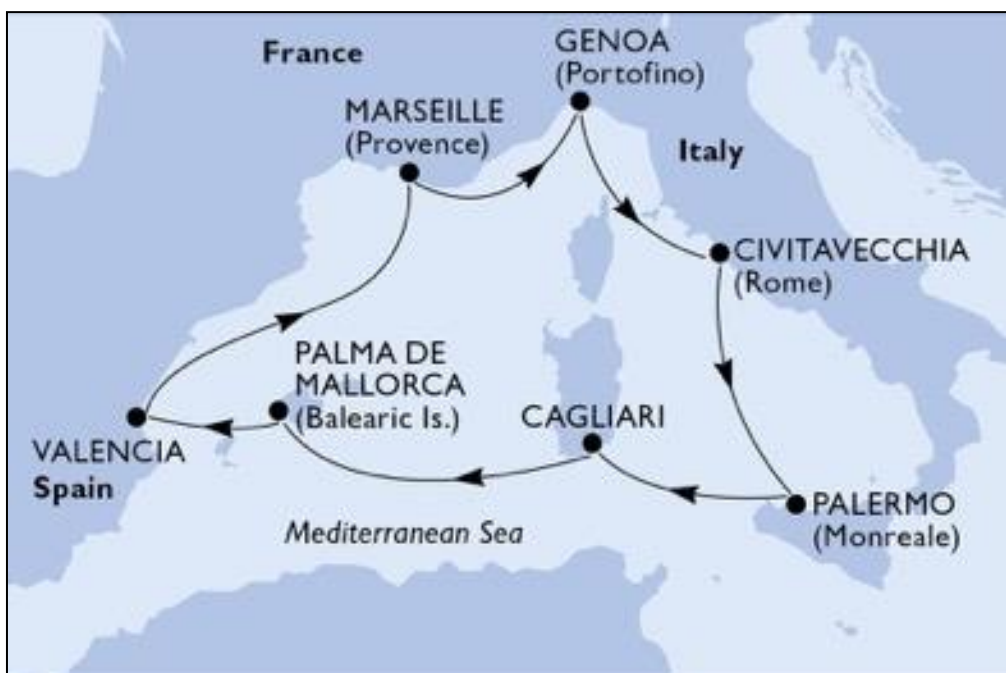 France
GENOA
(Portofino)
MARSEILLE
(Provence)
Italy
CIVITAVECCHIA
(Rome)
PALMA DE
MALLORCA
(Balearic Is.)
CAGLIARI
VALENCIA
Spain
PALERMO
(Monreale)
Mediterranean Sea